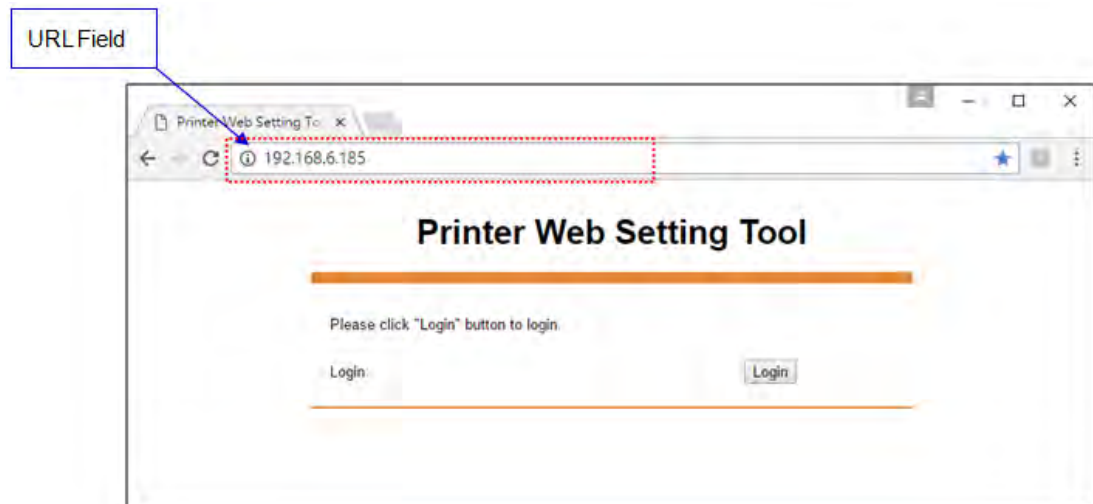 URL Field
Printer Web Setting To
192.168.6.185
Printer Web Setting Tool
Please click "Login" button to login
Login
Login